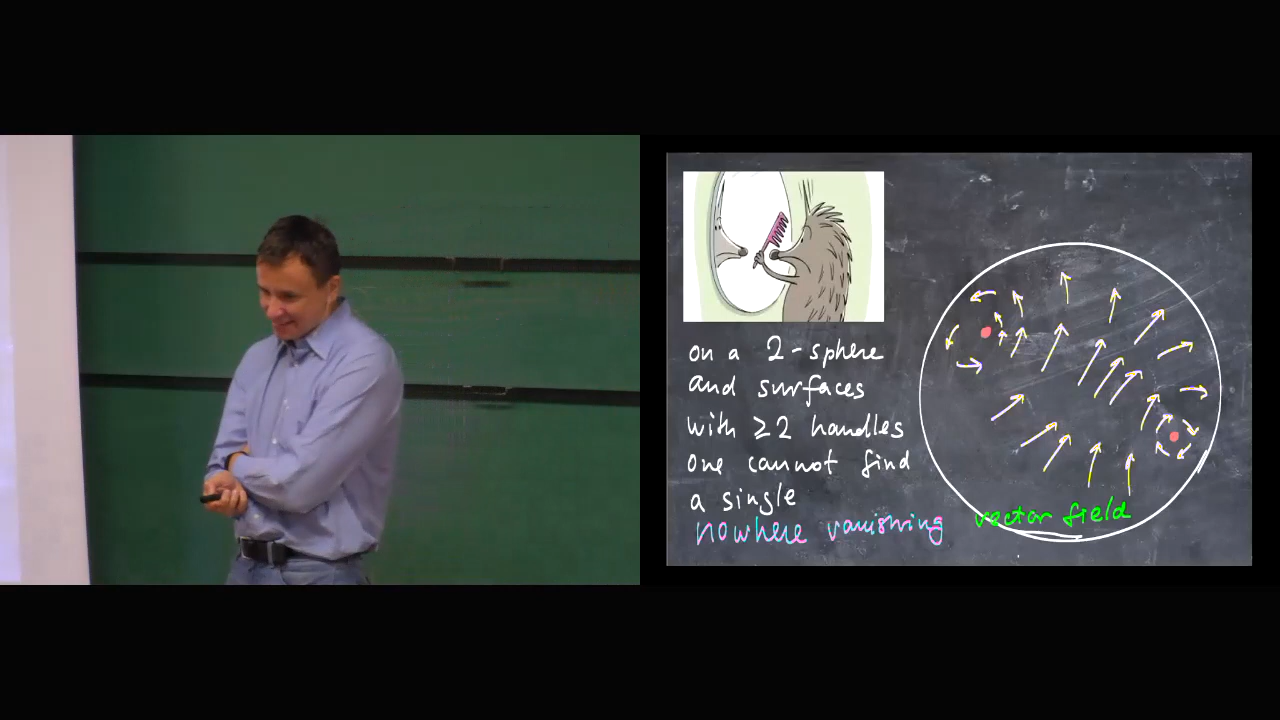 on a 2-sphere
and surfaces
with ≥2 handles
one cannot find
a single
nowhere vanishing vector field